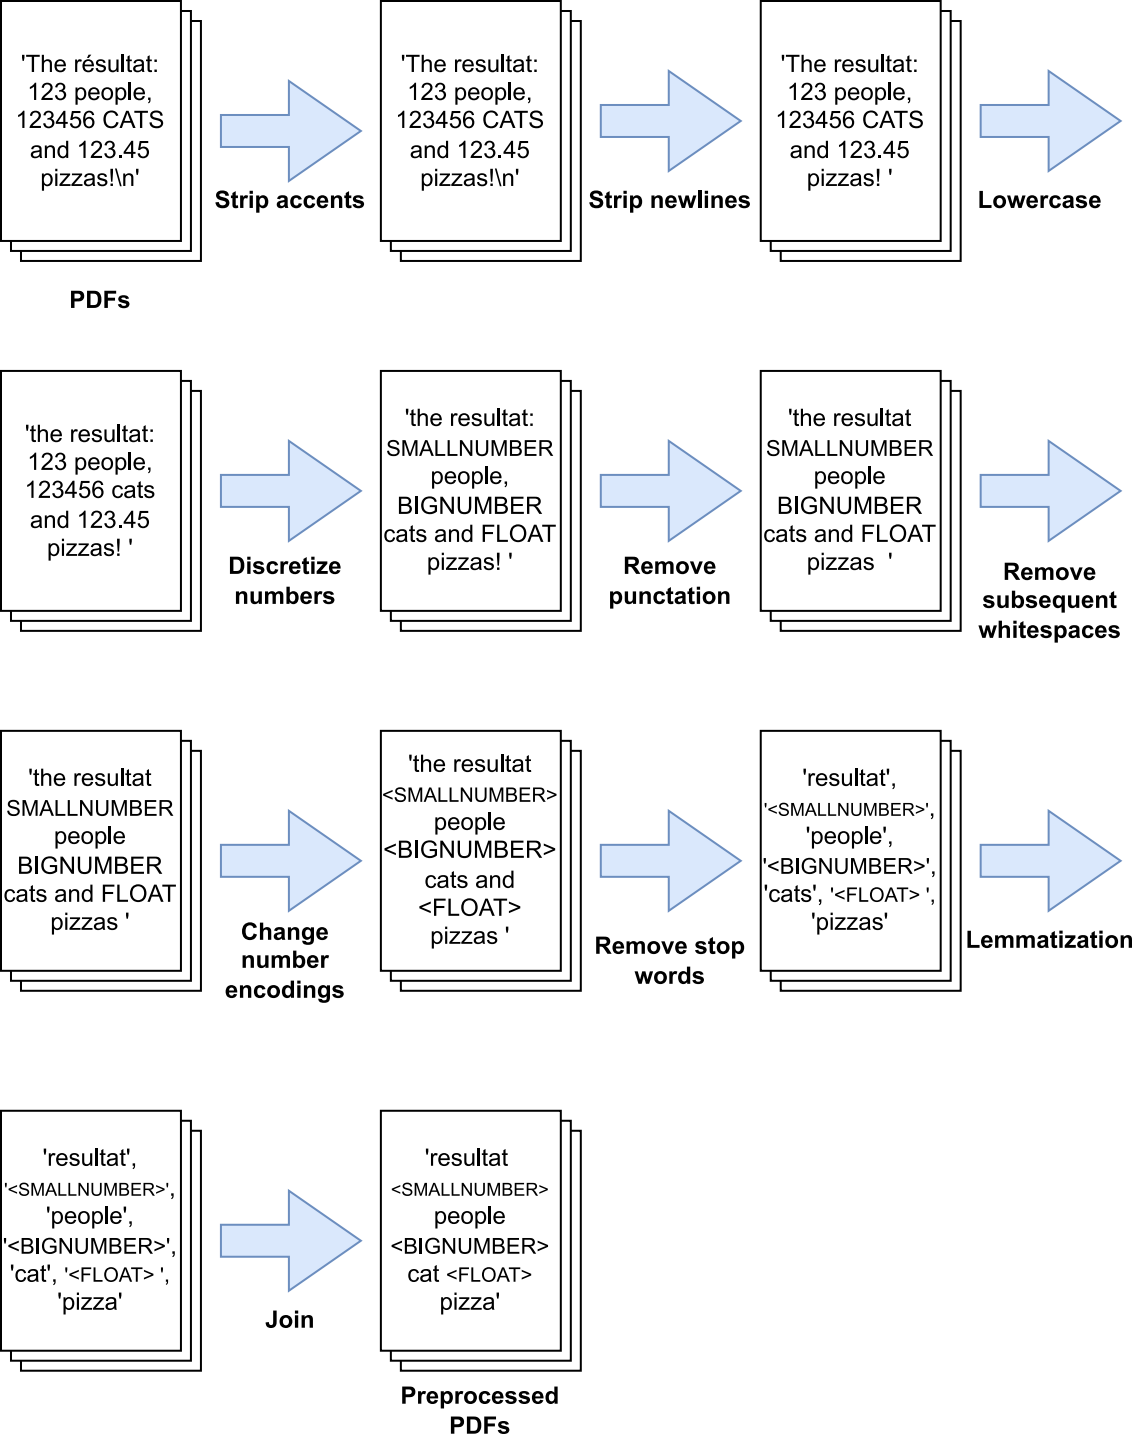 'The résultat:
123 people,
123456 CATS
and 123.45
pizzas!\n'
PDFs
Strip accents
'The resultat:
123 people,
123456 CATS
and 123.45
pizzas!\n'
Strip newlines
'The resultat:
123 people,
123456 CATS
and 123.45
pizzas! '
Lowercase
'the resultat:
123 people,
123456 cats
and 123.45
pizzas! '
Discretize
numbers
'the resultat:
SMALLNUMBER
people,
BIGNUMBER
cats and FLOAT
pizzas! '
Remove
punctation
'the resultat
SMALLNUMBER
people
BIGNUMBER
cats and FLOAT
pizzas  '
Remove
subsequent
whitespaces
'the resultat
SMALLNUMBER
people
BIGNUMBER
cats and FLOAT
pizzas '
Change
number
encodings
'the resultat
<SMALLNUMBER>
people
<BIGNUMBER>
cats and
<FLOAT>
pizzas '
Remove stop
words
'resultat',
'<SMALLNUMBER>',
'people',
'<BIGNUMBER>',
'cats', '<FLOAT> ',
'pizzas'
Lemmatization
'resultat',
'<SMALLNUMBER>',
'people',
'<BIGNUMBER>',
'cat', '<FLOAT> ',
'pizza'
Join
'resultat
<SMALLNUMBER>
people
<BIGNUMBER>
cat <FLOAT>
pizza'
Preprocessed
PDFs